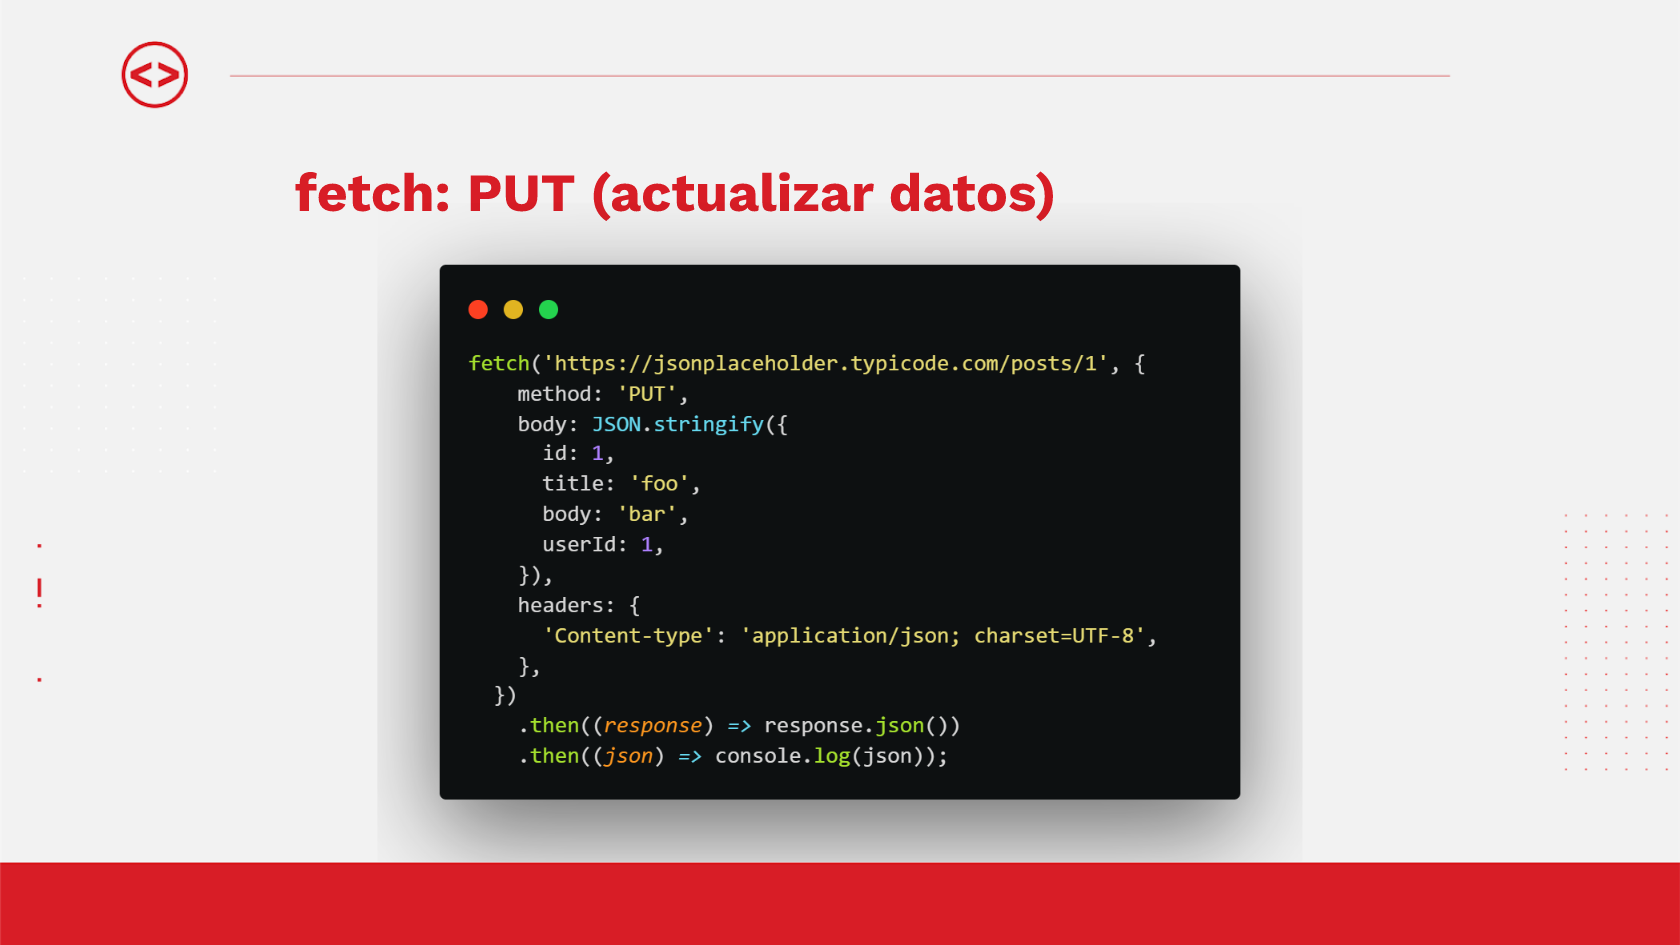 <>
fetch: PUT (actualizar datos)
fetch('https://jsonplaceholder.typicode.com/posts/1', {
    method: 'PUT',
    body: JSON.stringify({
      id: 1,
      title: 'foo',
      body: 'bar',
      userId: 1,
    }),
    headers: {
      'Content-type': 'application/json; charset=UTF-8',
    },
  })
    .then((response) => response.json())
    .then((json) => console.log(json));